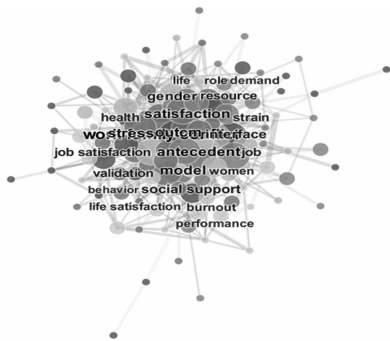 life role demand
gender resource
health satisfaction strain
stress interface
job satisfaction antecedent job
validation model women
behavior social support
life satisfaction burnout
performance